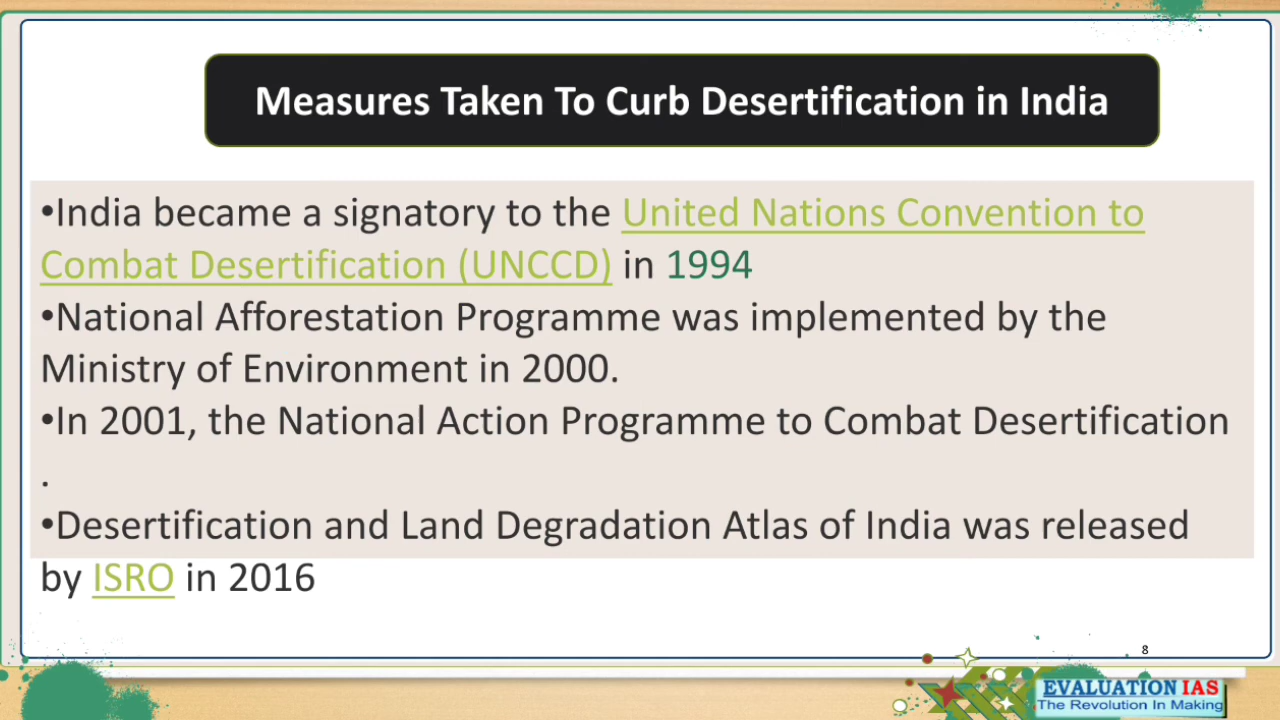 Measures Taken To Curb Desertification in India
•India became a signatory to the United Nations Convention to
Combat Desertification (UNCCD) in 1994
•National Afforestation Programme was implemented by the
Ministry of Environment in 2000.
•In 2001, the National Action Programme to Combat Desertification
.
•Desertification and Land Degradation Atlas of India was released
by ISRO in 2016
8
EVALUATION IAS
The Revolution In Making